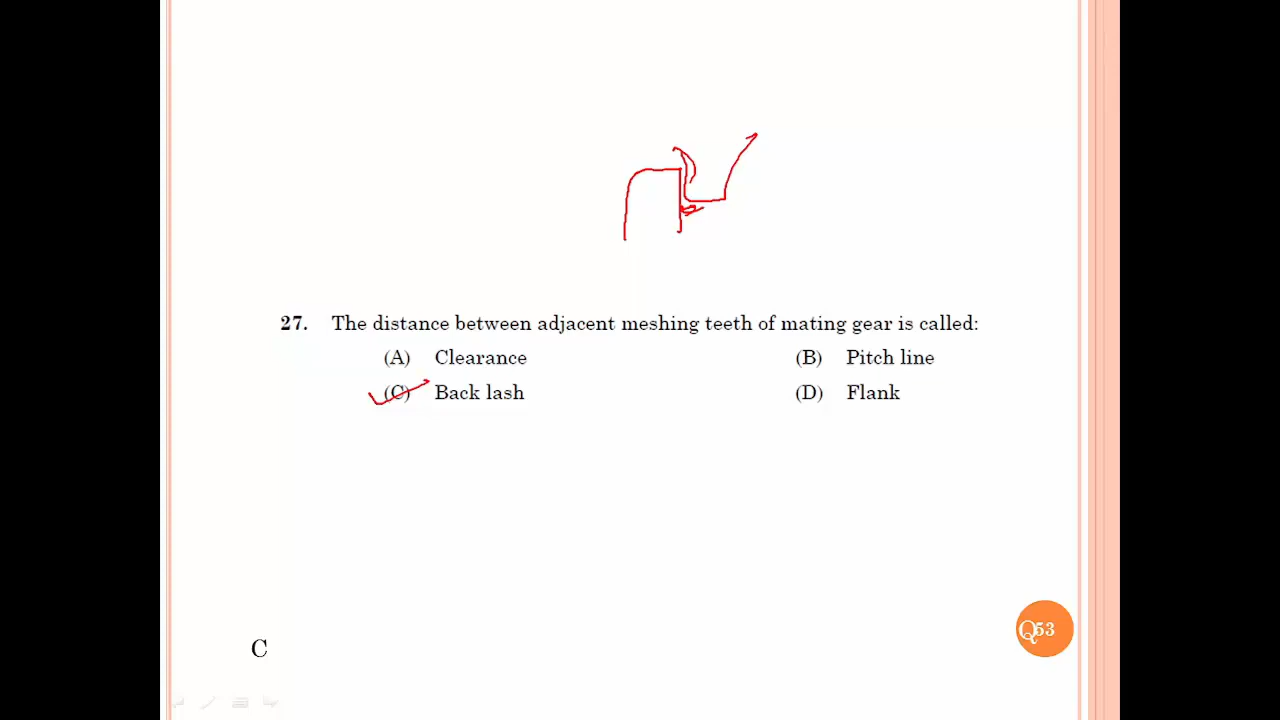 27. The distance between adjacent meshing teeth of mating gear is called:
(A) Clearance (B) Pitch line
(C) Back lash (D) Flank
Q53
C